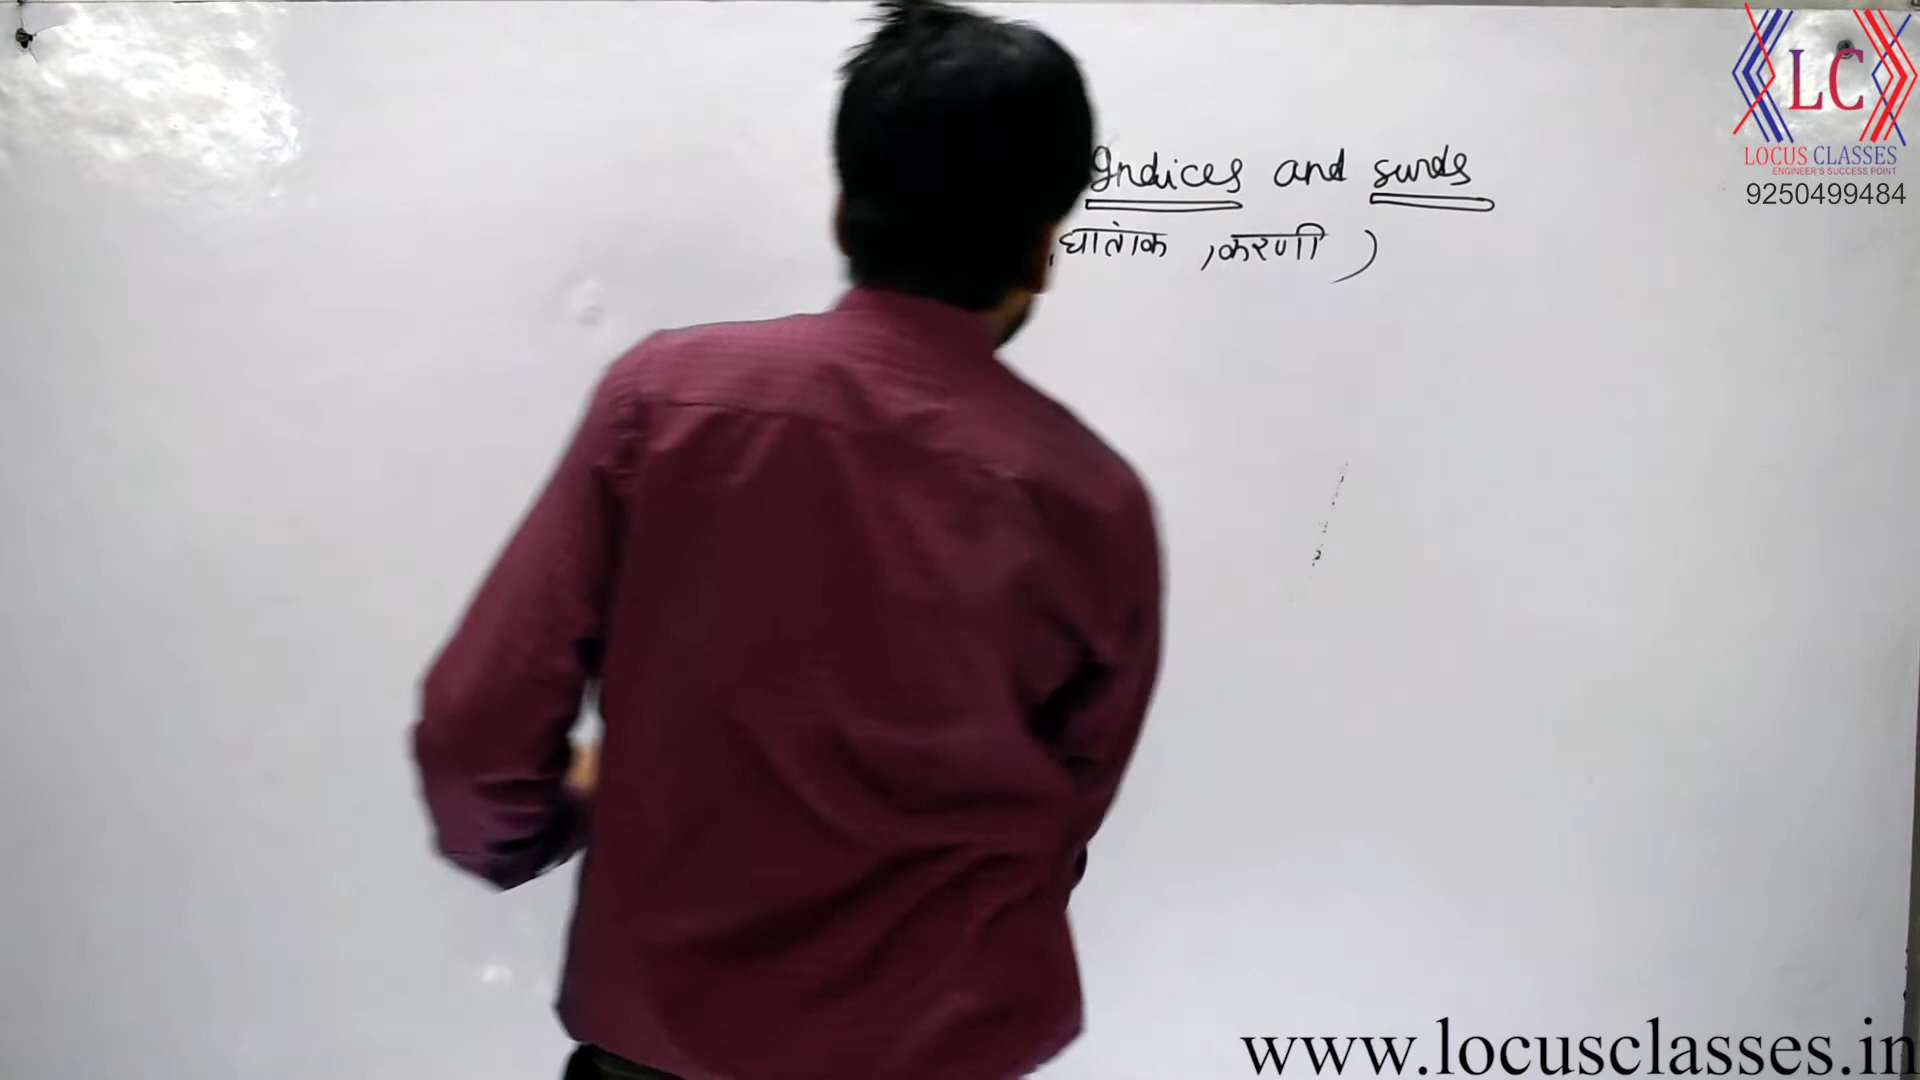 Indices and surds
घातांक , करणी )
LC
LOCUS CLASSES
ENGINEER'S SUCCESS POINT
9250499484
www.locusclasses.in